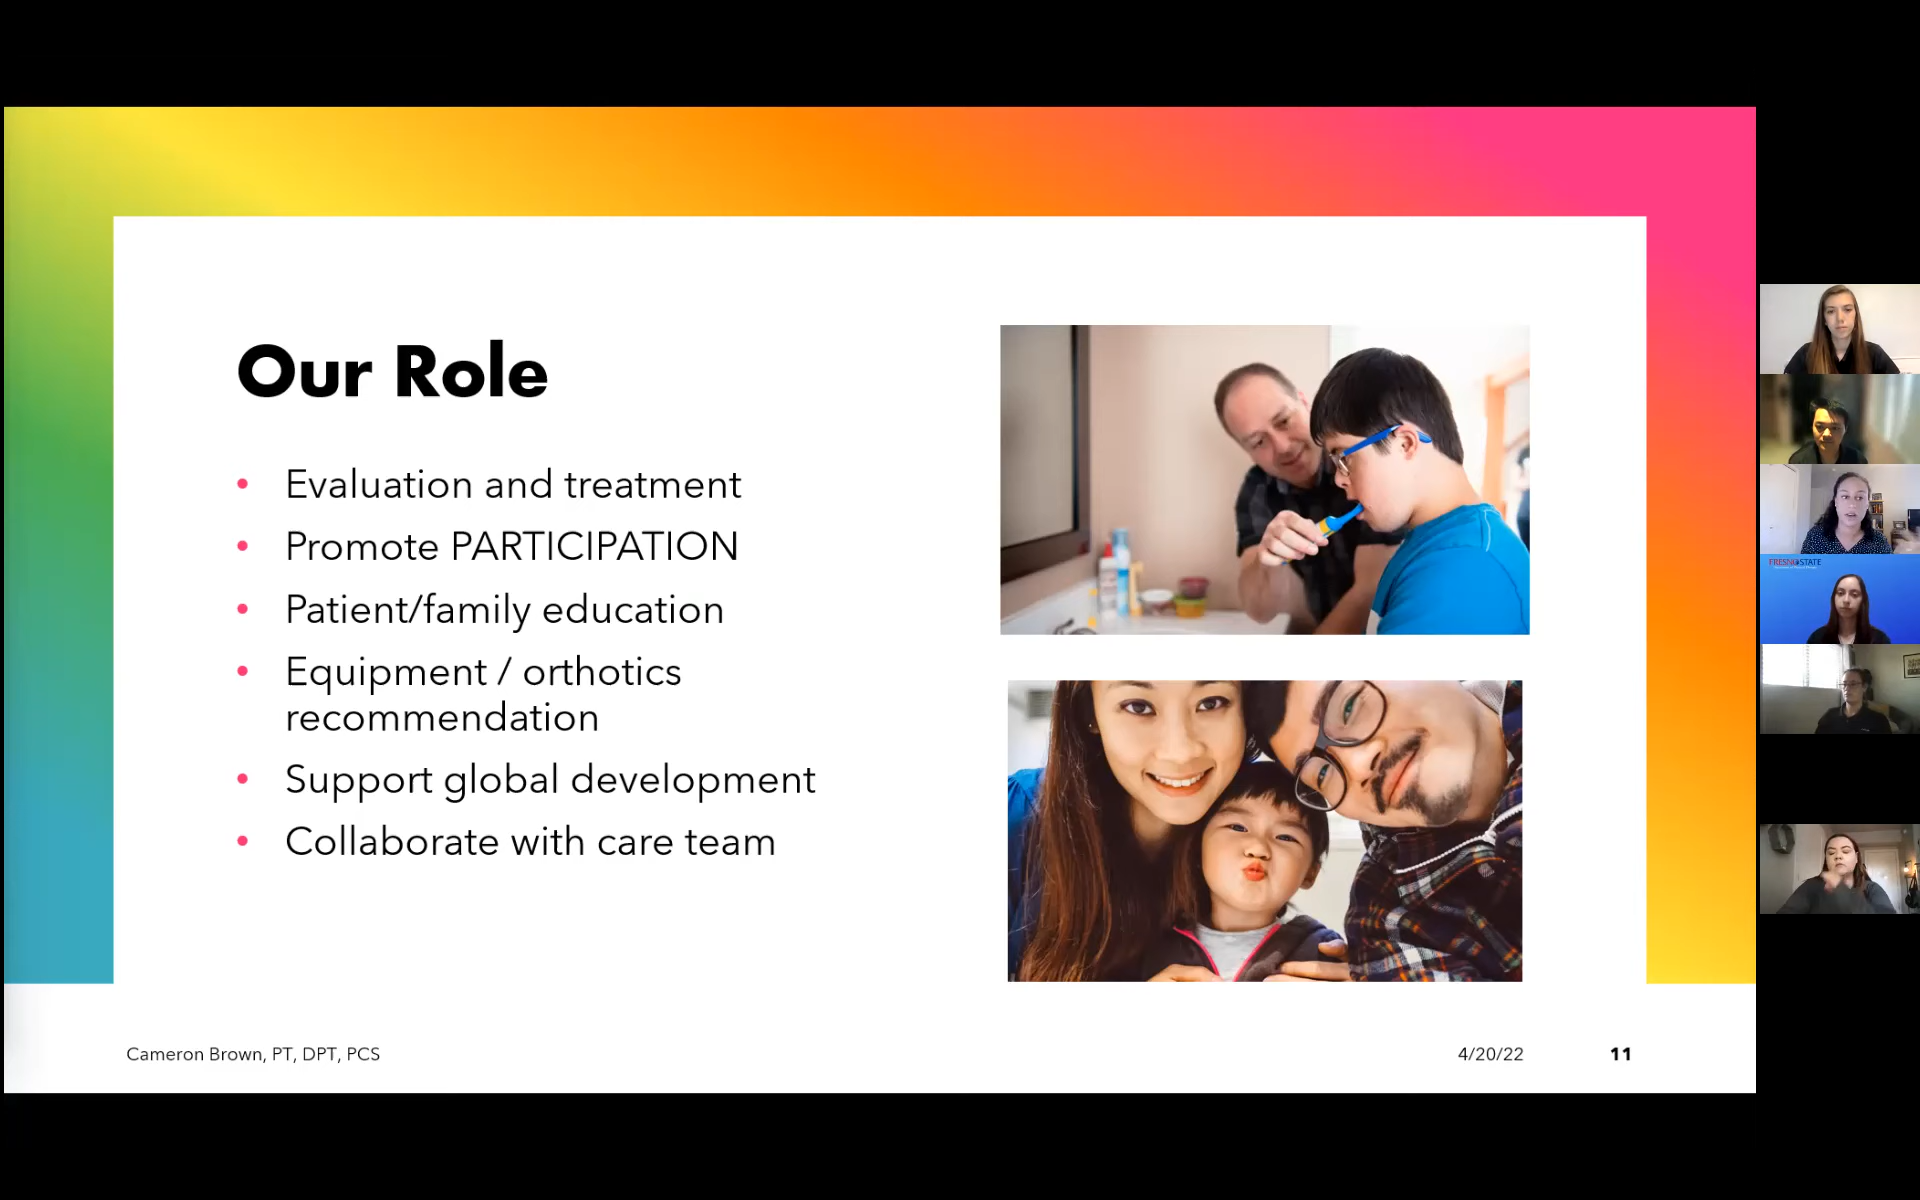 Our Role
• Evaluation and treatment
• Promote PARTICIPATION
• Patient/family education
• Equipment / orthotics
recommendation
• Support global development
• Collaborate with care team
Cameron Brown, PT, DPT, PCS
4/20/22
11
FRESNO STATE